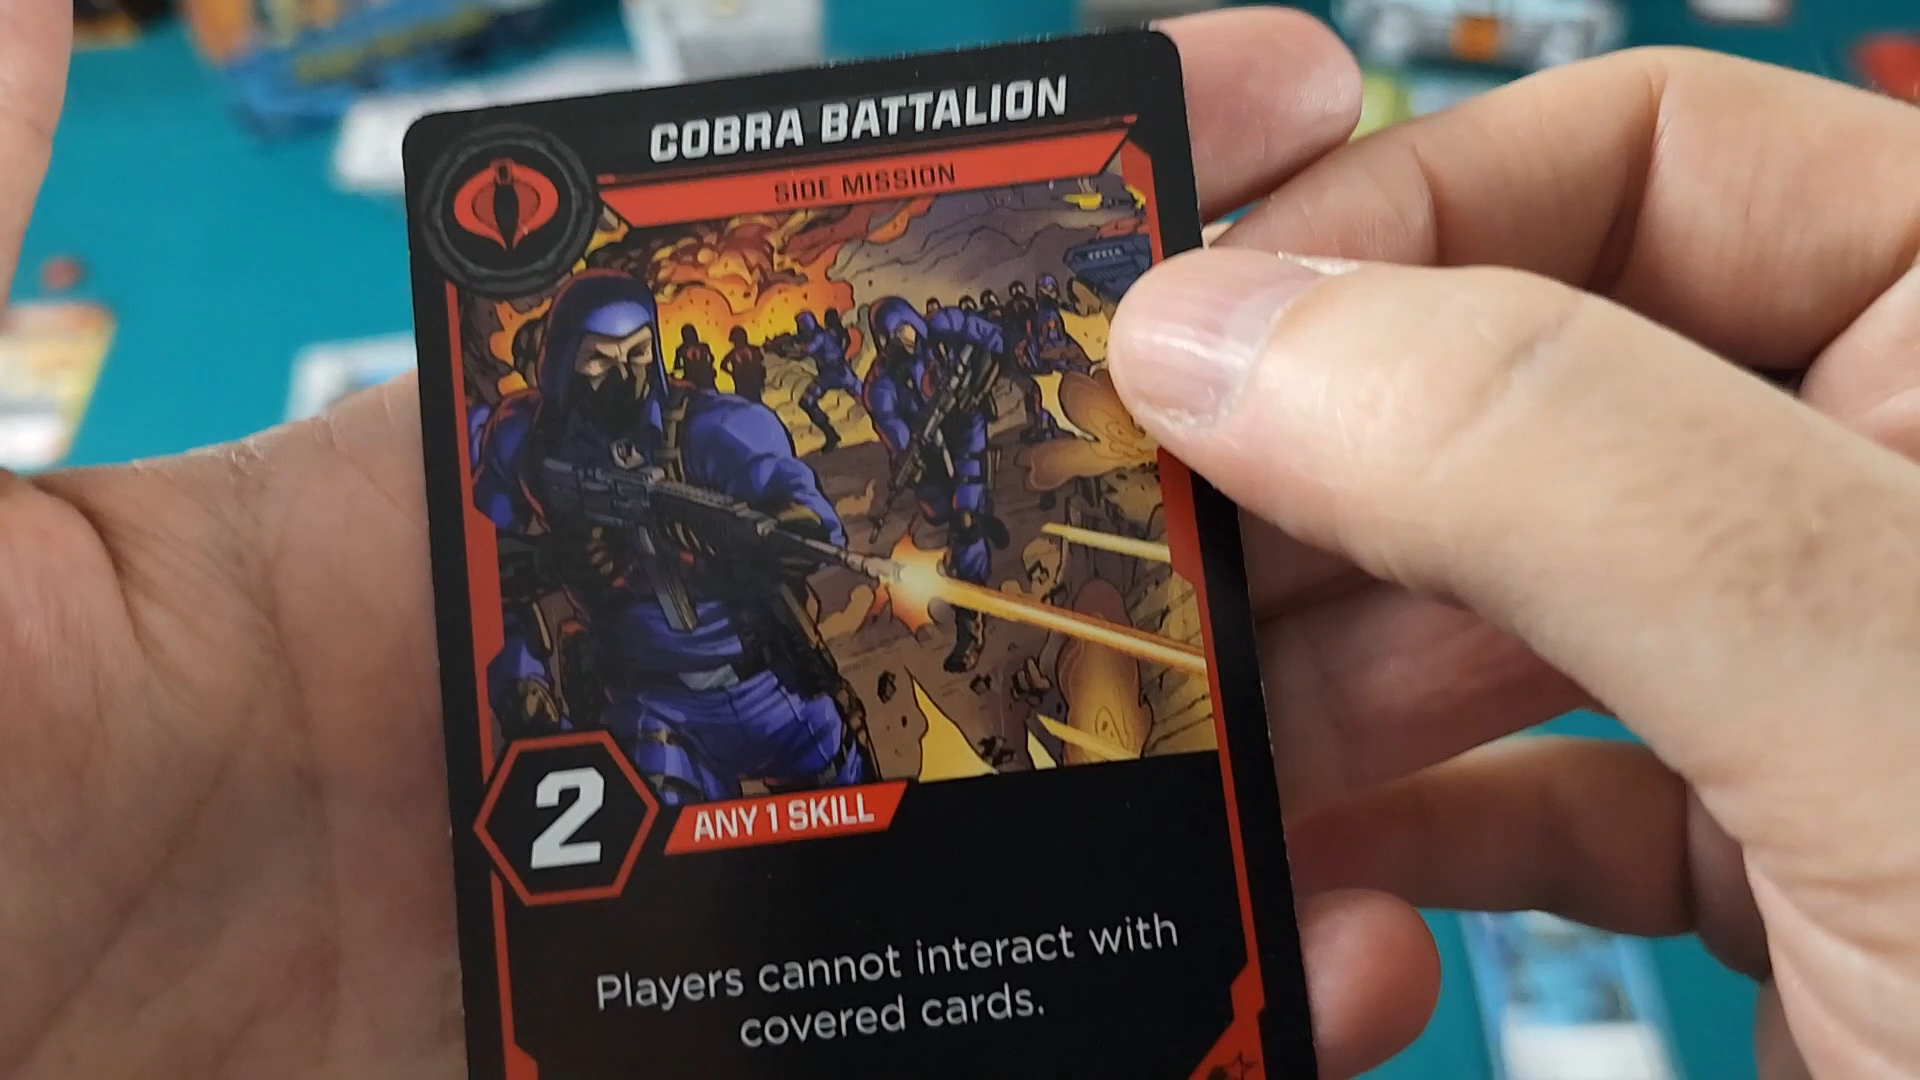 COBRA BATTALION
SIDE MISSION
2
ANY 1 SKILL
Players cannot interact with
covered cards.